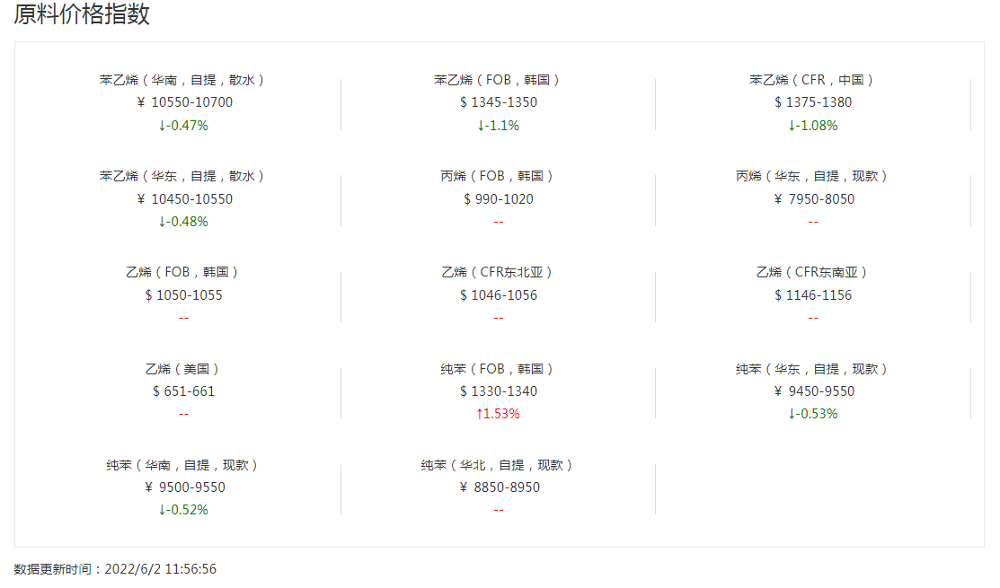 原料价格指数
苯乙烯（华南，自提，散水）
¥ 10550-10700
↓-0.47%
苯乙烯（FOB，韩国）
$ 1345-1350
↓-1.1%
苯乙烯（CFR，中国）
$ 1375-1380
↓-1.08%
苯乙烯（华东，自提，散水）
¥ 10450-10550
↓-0.48%
丙烯（FOB，韩国）
$ 990-1020
--
丙烯（华东，自提，现款）
¥ 7950-8050
--
乙烯（FOB，韩国）
$ 1050-1055
--
乙烯（CFR东北亚）
$ 1046-1056
--
乙烯（CFR东南亚）
$ 1146-1156
--
乙烯（美国）
$ 651-661
--
纯苯（FOB，韩国）
$ 1330-1340
↑1.53%
纯苯（华东，自提，现款）
¥ 9450-9550
↓-0.53%
纯苯（华南，自提，现款）
¥ 9500-9550
↓-0.52%
纯苯（华北，自提，现款）
¥ 8850-8950
--
数据更新时间：2022/6/2 11:56:56